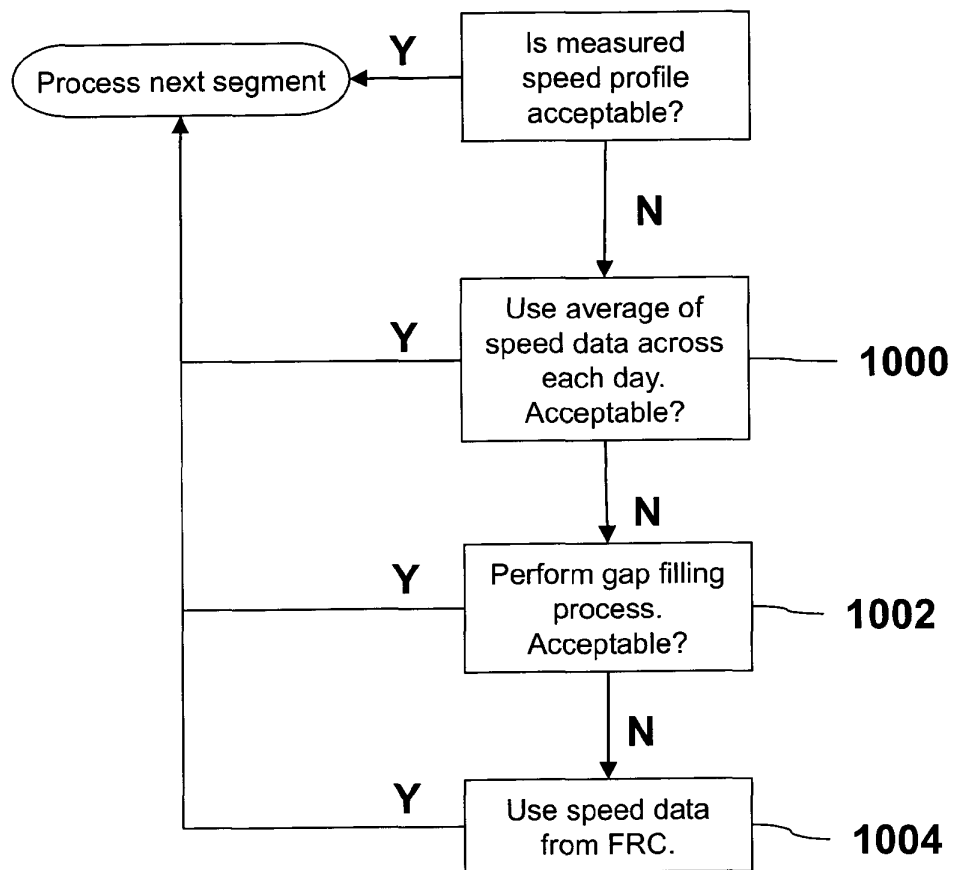 Process next segment
Y
Is measured
speed profile
acceptable?
N
Y
Use average of
speed data across
each day.
Acceptable?
1000
N
Y
Perform gap filling
process.
Acceptable?
1002
N
Y
Use speed data
from FRC.
1004